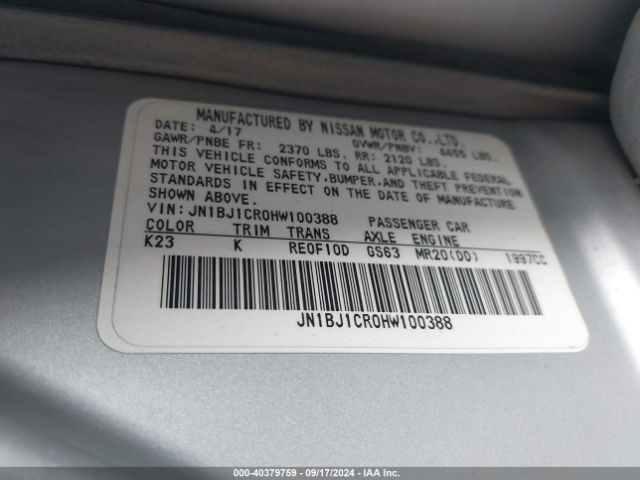 MANUFACTURED BY NISSAN MOTOR CO.,LTD.
DATE: 4/17 GVWR/PNBV: 4455 LBS.
GAWR/PNBE FR: 2370 LBS. RR: 2120 LBS.
THIS VEHICLE CONFORMS TO ALL APPLICABLE FEDERAL
MOTOR VEHICLE SAFETY,BUMPER,AND THEFT PREVENTION
STANDARDS IN EFFECT ON THE DATE OF MANUFACTURE
SHOWN ABOVE.
VIN:JN1BJ1CR0HW100388 PASSENGER CAR
COLOR TRIM TRANS AXLE ENGINE
K23 K RE0F10D GS63 MR20(DD) 1997CC
JN1BJ1CR0HW100388
© - 40379759 - 09/17/2024 - IAA Inc.